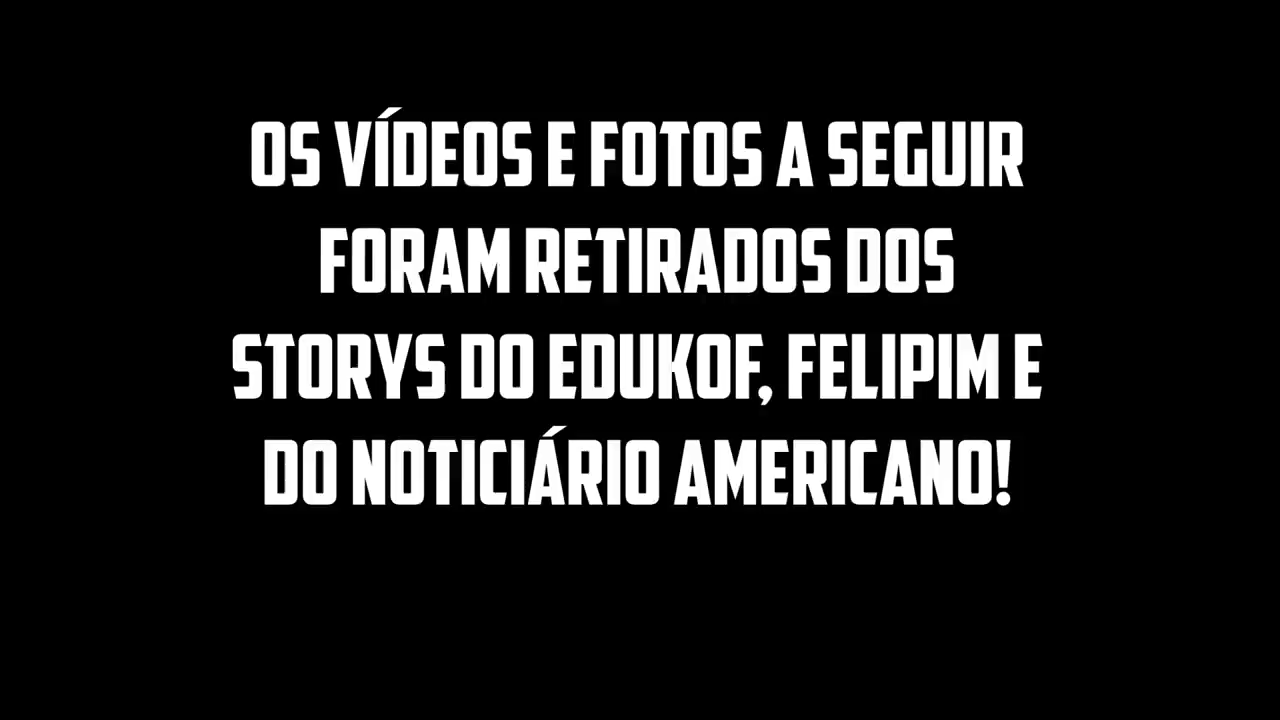 OS VÍDEOS E FOTOS A SEGUIR
FORAM RETIRADOS DOS
STORYS DO EDUKOF, FELIPIM E
DO NOTICIÁRIO AMERICANO!